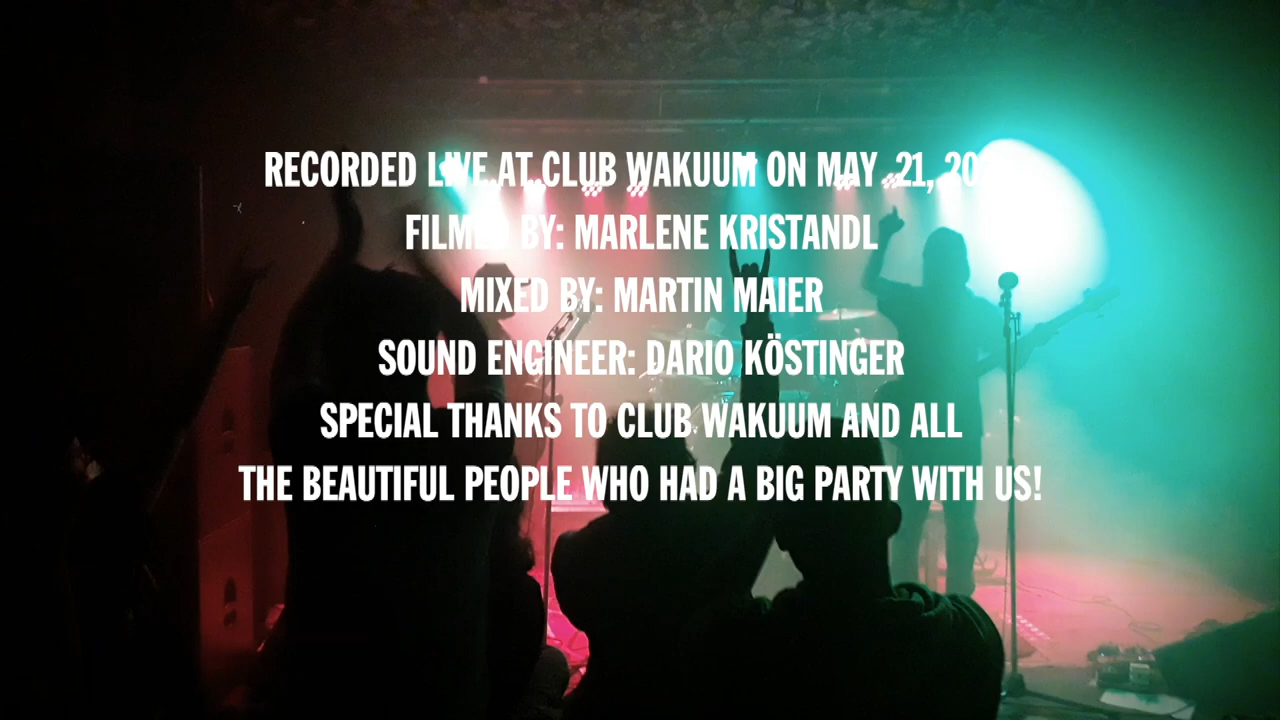 RECORDED LIVE AT CLUB WAKUUM ON MAY 21,
FILMED BY: MARLENE KRISTANDL
MIXED BY: MARTIN MAIER
SOUND ENGINEER: DARIO KÖSTINGER
SPECIAL THANKS TO CLUB WAKUUM AND ALL
THE BEAUTIFUL PEOPLE WHO HAD A BIG PARTY WITH US!